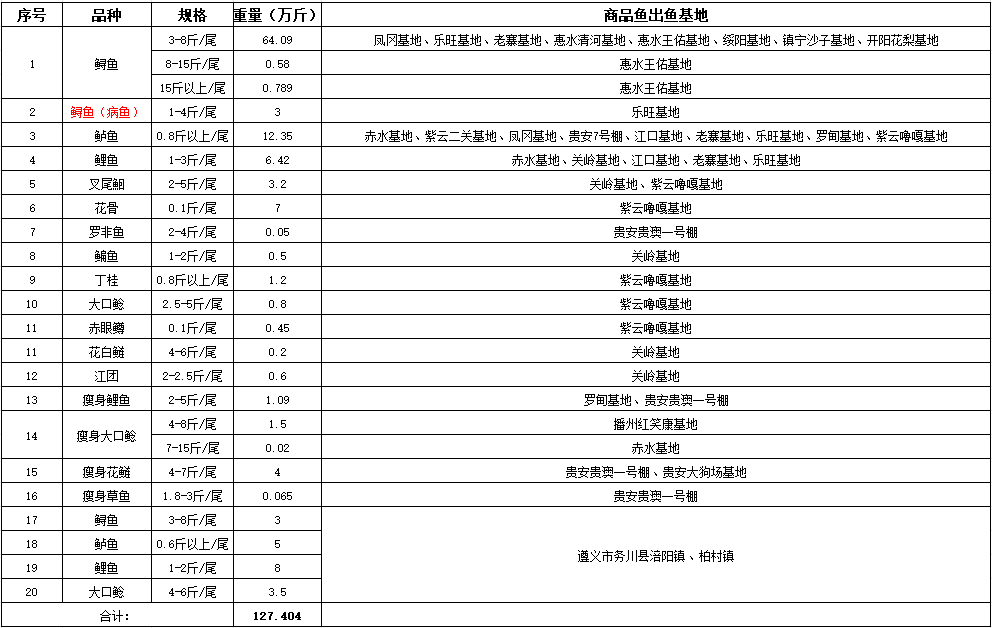 序号 品种 规格 重量（万斤） 商品鱼出鱼基地
1 鲟鱼 3-8斤/尾 64.09 凤冈基地、乐旺基地、老寨基地、惠水清河基地、惠水王佑基地、绥阳基地、镇宁沙子基地、开阳花梨基地
8-15斤/尾 0.58 惠水王佑基地
15斤以上/尾 0.789 惠水王佑基地
2 鲟鱼（病鱼） 1-4斤/尾 3 乐旺基地
3 鲈鱼 0.8斤以上/尾 12.35 赤水基地、紫云二关基地、凤冈基地、贵安7号棚、江口基地、老寨基地、乐旺基地、罗甸基地、紫云噜嘎基地
4 鲤鱼 1-3斤/尾 6.42 赤水基地、关岭基地、江口基地、老寨基地、乐旺基地
5 叉尾鮰 2-5斤/尾 3.2 关岭基地、紫云噜嘎基地
6 花骨 0.1斤/尾 7 紫云噜嘎基地
7 罗非鱼 2-4斤/尾 0.05 贵安贵澳一号棚
8 鳊鱼 1-2斤/尾 0.5 关岭基地
9 丁桂 0.8斤以上/尾 1.2 紫云噜嘎基地
10 大口鲶 2.5-5斤/尾 0.8 紫云噜嘎基地
11 赤眼鳟 0.1斤/尾 0.45 紫云噜嘎基地
11 花白鲢 4-6斤/尾 0.2 关岭基地
12 江团 2-2.5斤/尾 0.6 关岭基地
13 瘦身鲤鱼 2-5斤/尾 1.09 罗甸基地、贵安贵澳一号棚
14 瘦身大口鲶 4-8斤/尾 1.5 播州红笑康基地
7-15斤/尾 0.02 赤水基地
15 瘦身花鲢 4-7斤/尾 4 贵安贵澳一号棚、贵安大狗场基地
16 瘦身草鱼 1.8-3斤/尾 0.065 贵安贵澳一号棚
17 鲟鱼 3-8斤/尾 3 遵义市务川县涪阳镇、柏村镇
18 鲈鱼 0.6斤以上/尾 5
19 鲤鱼 1-2斤/尾 8
20 大口鲶 4-6斤/尾 3.5
合计： 127.404